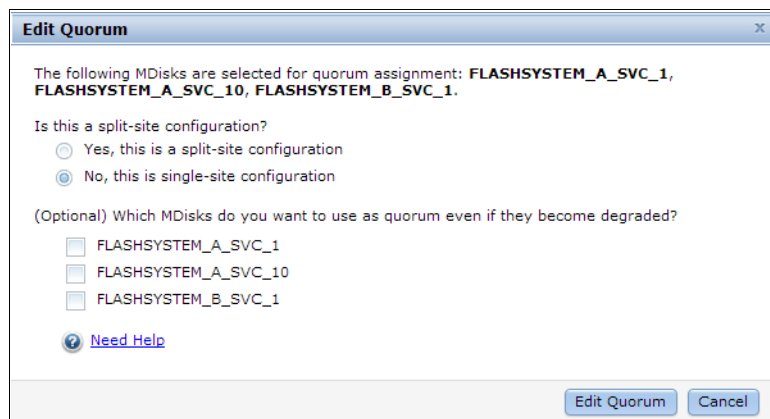 Edit Quorum
x
The following MDisks are selected for quorum assignment: FLASHSYSTEM_A_SVC_1,
FLASHSYSTEM_A_SVC_10, FLASHSYSTEM_B_SVC_1.
Is this a split-site configuration?
Yes, this is a split-site configuration
No, this is single-site configuration
(Optional) Which MDisks do you want to use as quorum even if they become degraded?
FLASHSYSTEM_A_SVC_1
FLASHSYSTEM_A_SVC_10
FLASHSYSTEM_B_SVC_1
? Need Help
Edit Quorum Cancel